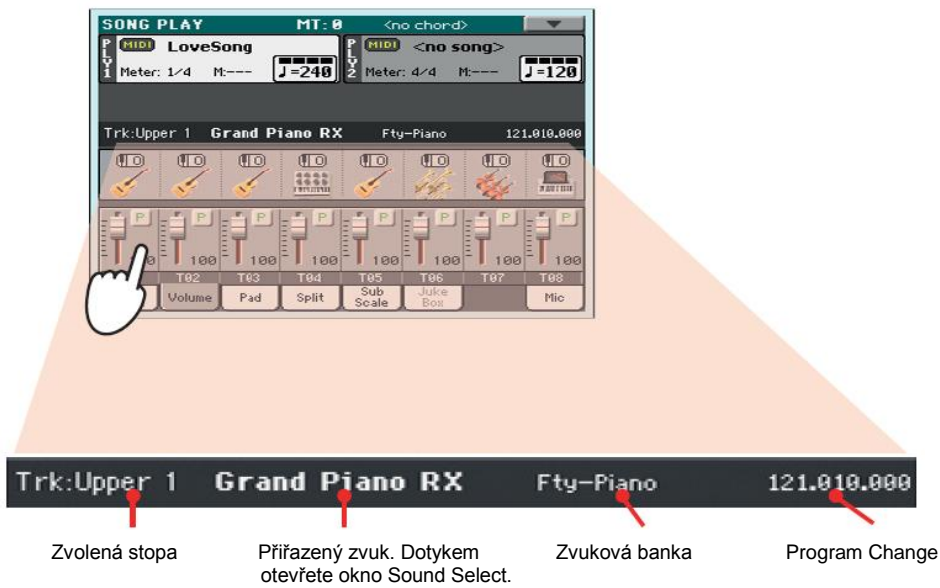 SONG PLAY MT: 0 <no chord>
PLY1 MIDI LoveSong PLY2 MIDI <no song>
Meter: 1/4 M:--- ♩=240 Meter: 4/4 M:--- ♩=120
Trk:Upper 1 Grand Piano RX Fty-Piano 121.010.000
100 100 100 100 100 100 100
T02 T03 T04 T05 T06 T07 T08
Volume Pad Split Sub Scale Juke Box Mic
Trk:Upper 1 Grand Piano RX Fty-Piano 121.010.000
Zvolená stopa Přiřazený zvuk. Dotykem Zvuková banka Program Change
otevřete okno Sound Select.